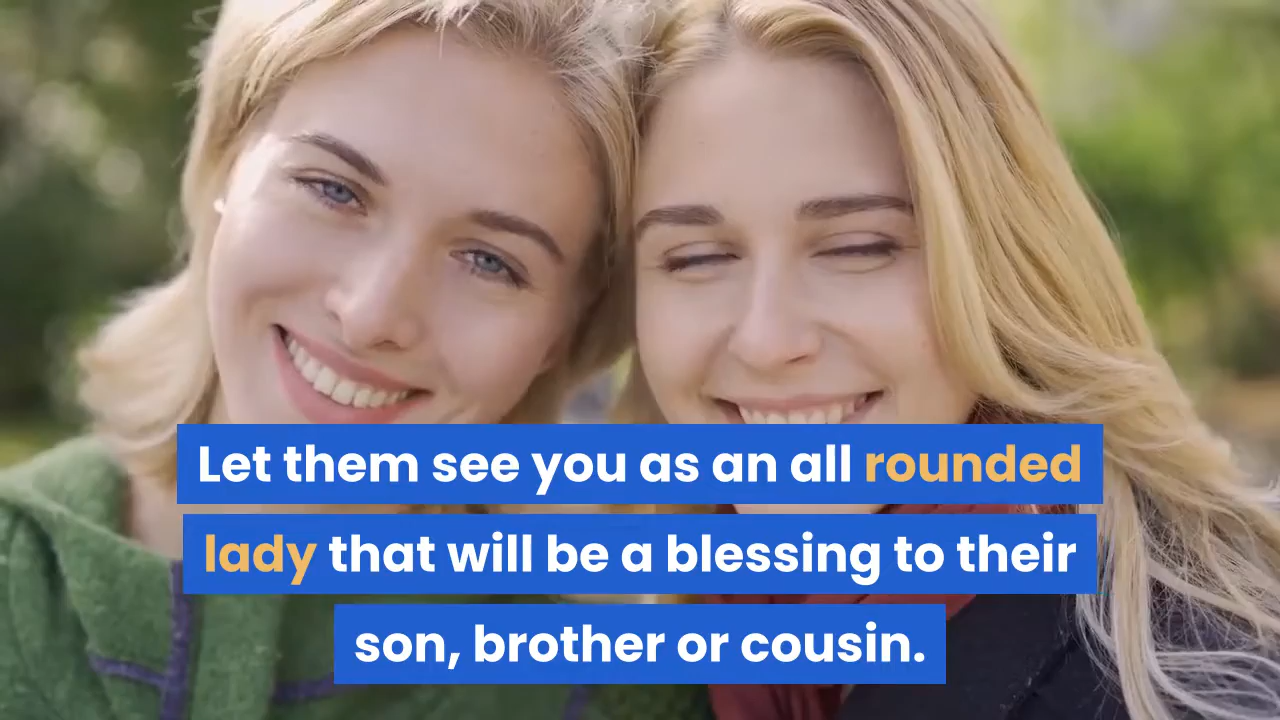 Let them see you as an all rounded
lady that will be a blessing to their
son, brother or cousin.